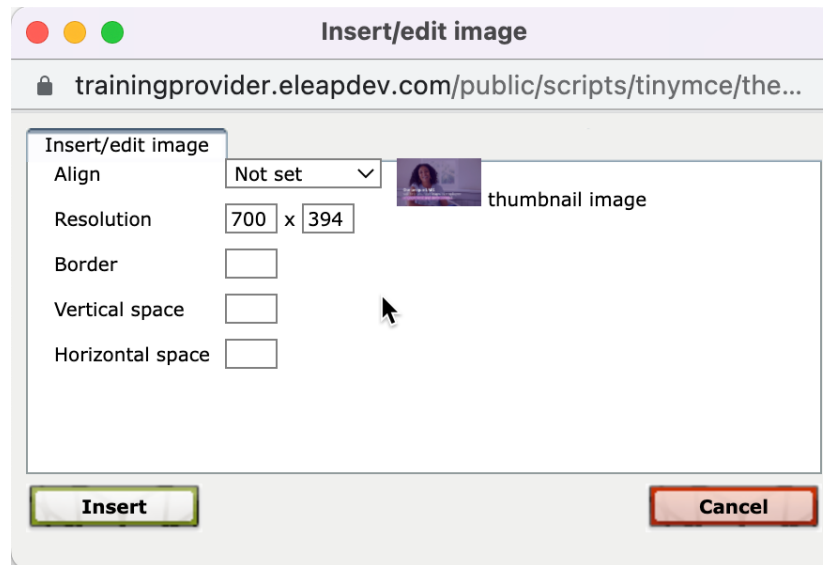 Insert/edit image
trainingprovider.eleapdev.com/public/scripts/tinymce/the...
Insert/edit image
Align Not set thumbnail image
Resolution 700 x 394
Border
Vertical space
Horizontal space
Insert Cancel